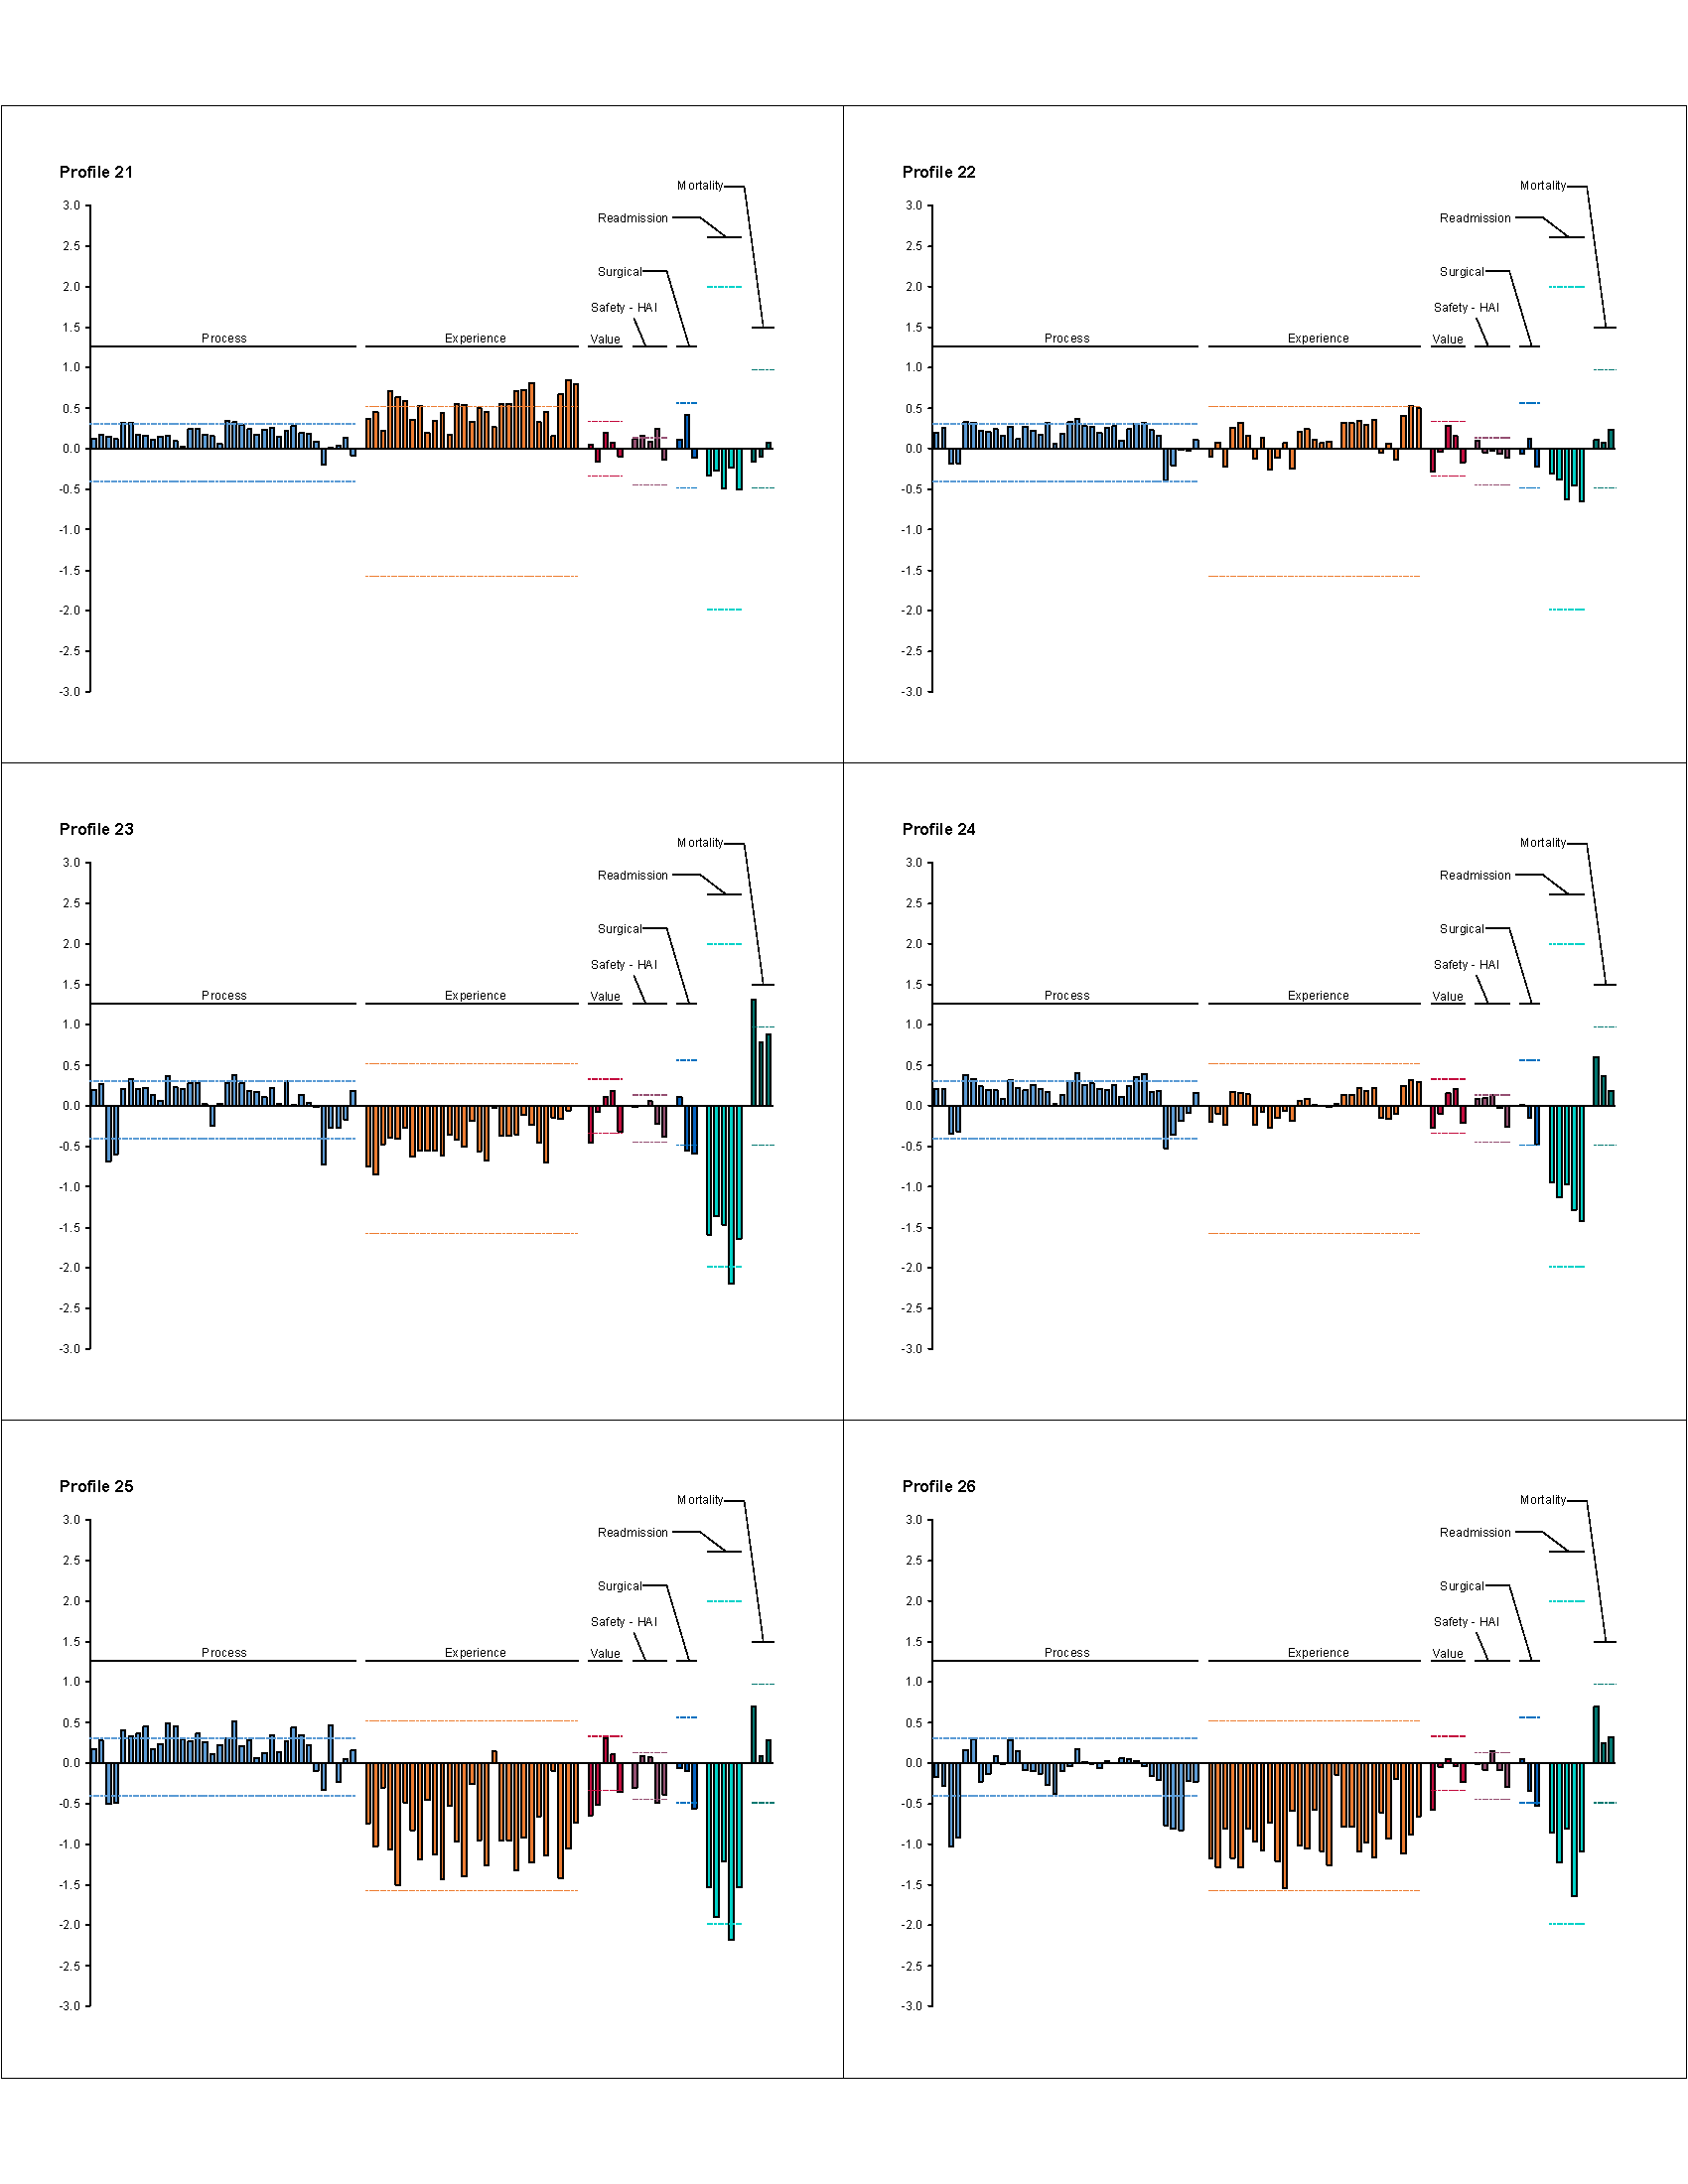 Profile 21
Mortality
3.0
Readmission
2.5
Surgical
2.0
Safety - HAI
1.5
Process Experience Value
1.0
0.5
0.0
-0.5
-1.0
-1.5
-2.0
-2.5
-3.0
Profile 22
Mortality
3.0
Readmission
2.5
Surgical
2.0
Safety - HAI
1.5
Process Experience Value
1.0
0.5
0.0
-0.5
-1.0
-1.5
-2.0
-2.5
-3.0
Profile 23
Mortality
3.0
Readmission
2.5
Surgical
2.0
Safety - HAI
1.5
Process Experience Value
1.0
0.5
0.0
-0.5
-1.0
-1.5
-2.0
-2.5
-3.0
Profile 24
Mortality
3.0
Readmission
2.5
Surgical
2.0
Safety - HAI
1.5
Process Experience Value
1.0
0.5
0.0
-0.5
-1.0
-1.5
-2.0
-2.5
-3.0
Profile 25
Mortality
3.0
Readmission
2.5
Surgical
2.0
Safety - HAI
1.5
Process Experience Value
1.0
0.5
0.0
-0.5
-1.0
-1.5
-2.0
-2.5
-3.0
Profile 26
Mortality
3.0
Readmission
2.5
Surgical
2.0
Safety - HAI
1.5
Process Experience Value
1.0
0.5
0.0
-0.5
-1.0
-1.5
-2.0
-2.5
-3.0